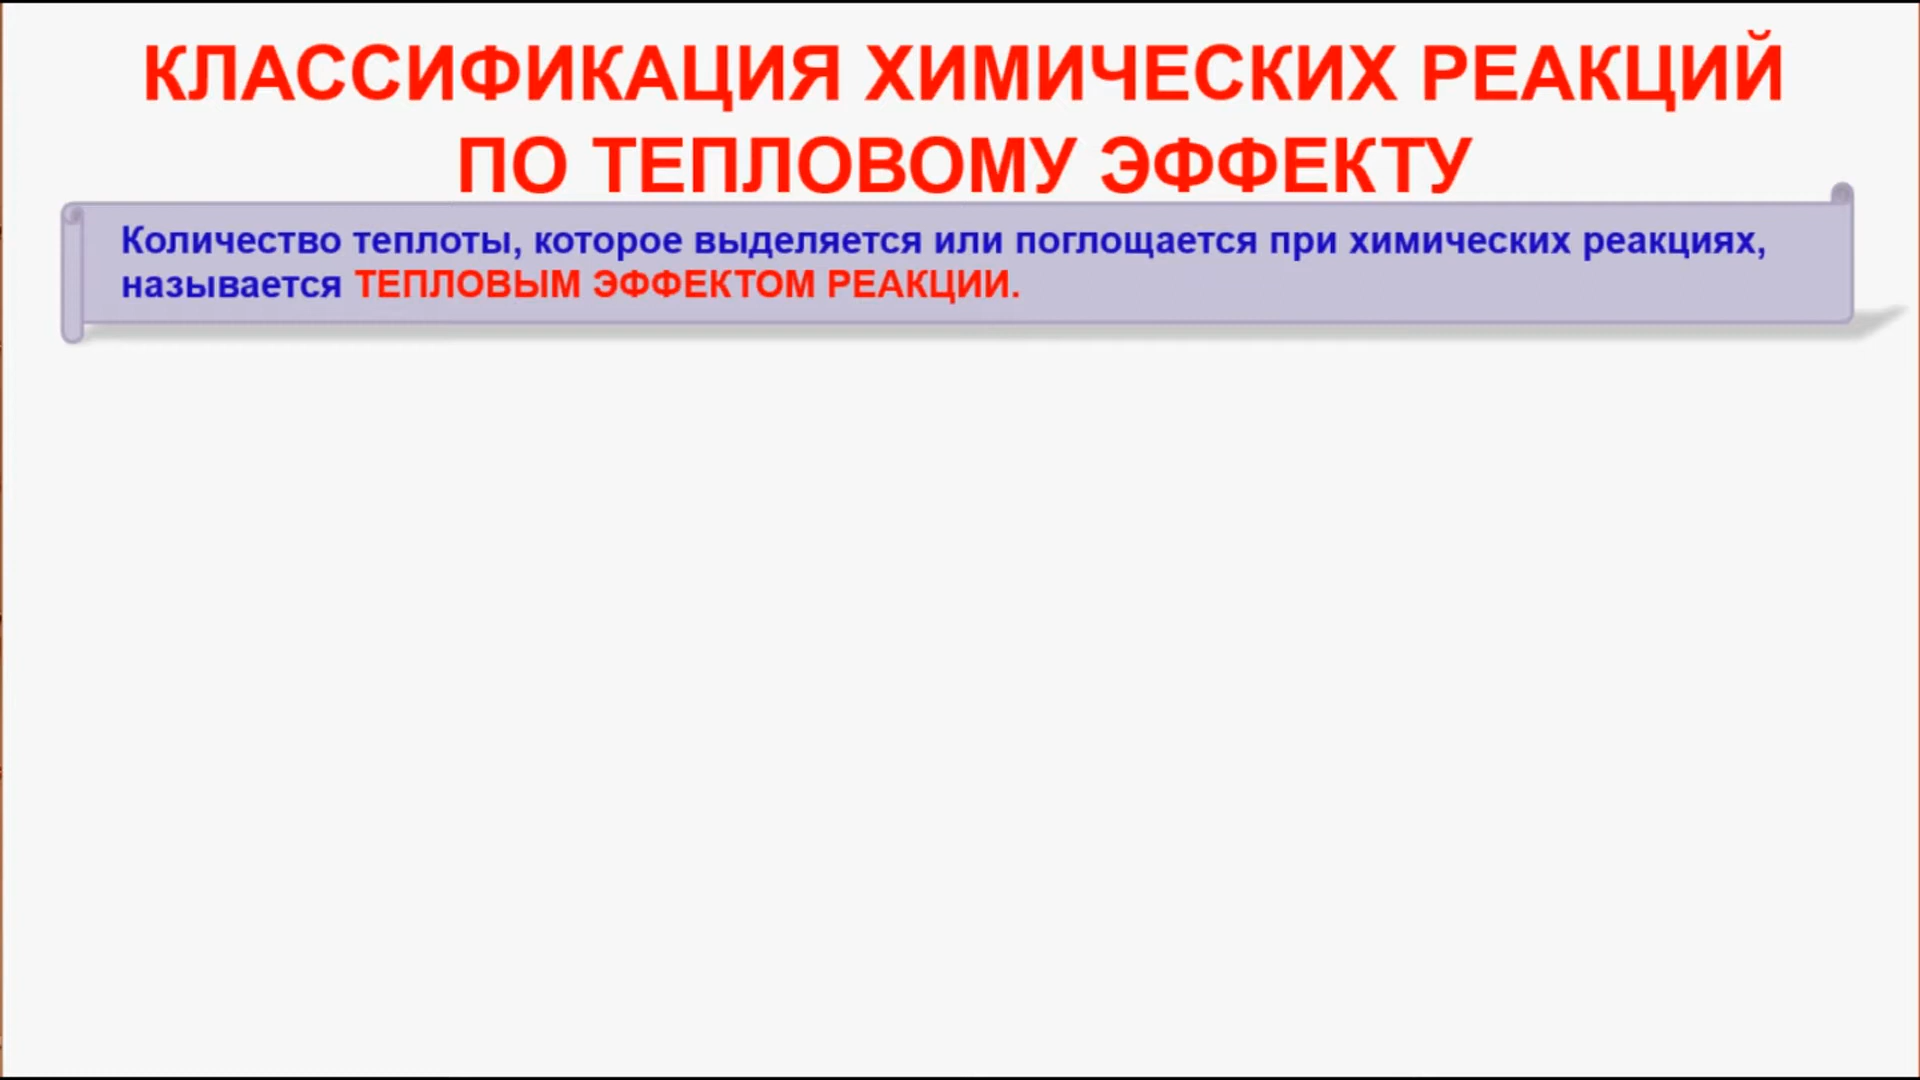 КЛАССИФИКАЦИЯ ХИМИЧЕСКИХ РЕАКЦИЙ
ПО ТЕПЛОВОМУ ЭФФЕКТУ
Количество теплоты, которое выделяется или поглощается при химических реакциях,
называется ТЕПЛОВЫМ ЭФФЕКТОМ РЕАКЦИИ.